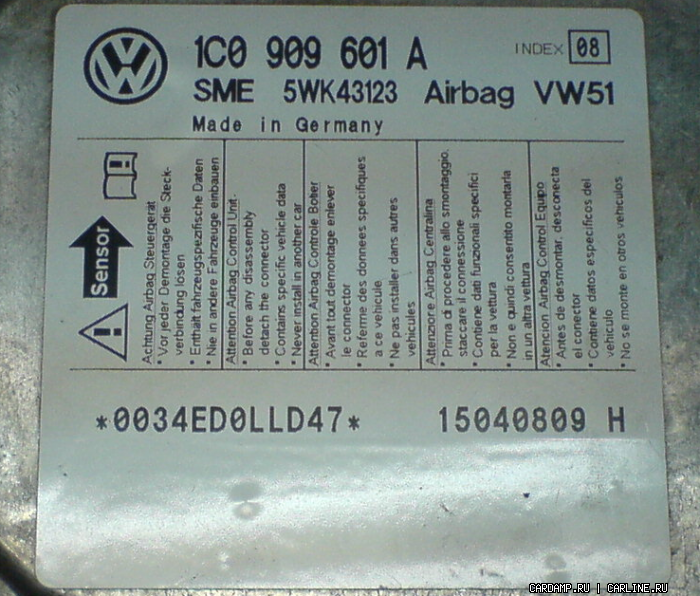 1C0 909 601 A
INDEX 08
SME 5WK43123 Airbag VW51
Made in Germany
Sensor
Achtung Airbag Steuergerät
* Vor jeder Demontage die Steck-
verbindung lösen
* Enthält fahrzeugspezifische Daten
* Nie in andere Fahrzeuge einbauen
Attention Airbag Control Unit
* Before any disassembly
detach the connector
* Contains specific vehicle data
* Never install in another car
Attention Airbag Controle Boîtier
* Avant tout demontage enlever
le connector
* Referme des donnees specifiques
a ce vehicule
* Ne pas installer dans autres
vehicules
Attenzione Airbag Centralina
* Prima di procedere allo smontaggio,
staccare il connessione
* Contiene dati funzionali specifici
per la vettura
* Non e quindi consentito montarla
in un altra vettura
Atencion Airbag Control Equipo
* Antes de desmontar, desconecta
el conector
* Contiene datos especificos del
vehiculo
* No se monte en otros vehiculos
*0034ED0LLD47* 15040809 H
CARDAMP.RU | CARLINE.RU